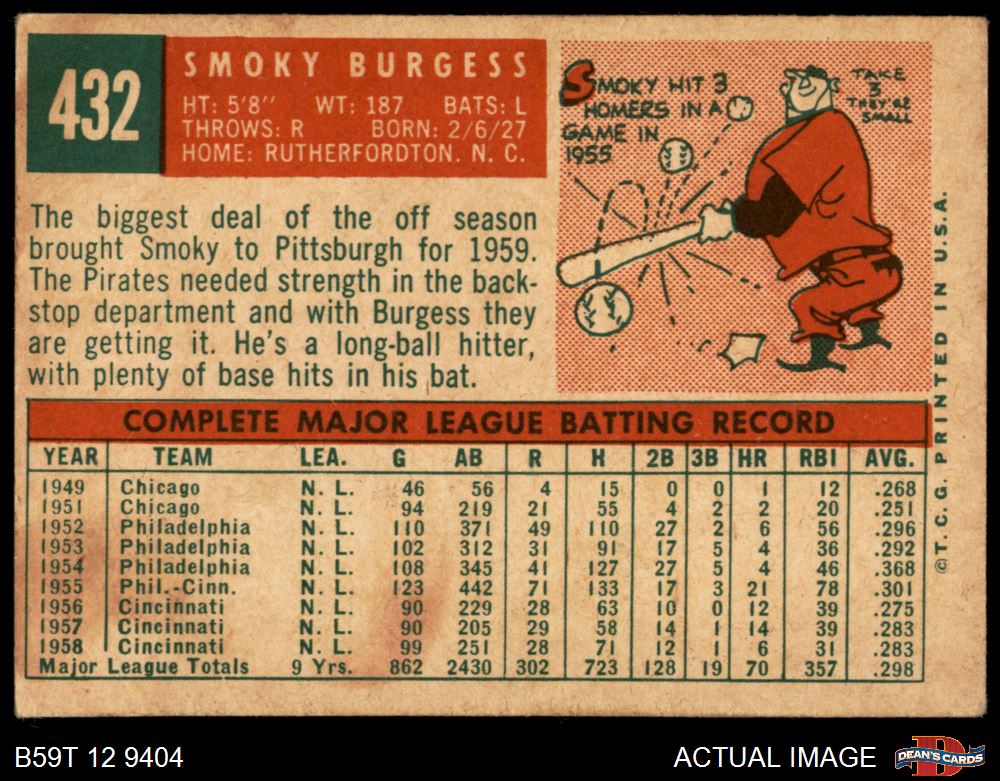 432
SMOKY BURGESS
HT: 5'8" WT: 187 BATS: L
THROWS: R BORN: 2/6/27
HOME: RUTHERFORDTON. N. C.
SMOKY HIT 3
HOMERS IN A
GAME IN
1955
TAKE
3
THEY'RE
SMALL
The biggest deal of the off season
brought Smoky to Pittsburgh for 1959.
The Pirates needed strength in the back-
stop department and with Burgess they
are getting it. He's a long-ball hitter,
with plenty of base hits in his bat.
COMPLETE MAJOR LEAGUE BATTING RECORD
YEAR TEAM LEA. G AB R H 2B 3B HR RBI AVG.
1949 Chicago N. L. 46 56 4 15 0 0 1 12 .268
1951 Chicago N. L. 94 219 21 55 4 2 2 20 .251
1952 Philadelphia N. L. 110 371 49 110 27 2 6 56 .296
1953 Philadelphia N. L. 102 312 31 91 17 5 4 36 .292
1954 Philadelphia N. L. 108 345 41 127 27 5 4 46 .368
1955 Phil.-Cinn. N. L. 123 442 71 133 17 3 21 78 .301
1956 Cincinnati N. L. 90 229 28 63 10 0 12 39 .275
1957 Cincinnati N. L. 90 205 29 58 14 1 14 39 .283
1958 Cincinnati N. L. 99 251 28 71 12 1 6 31 .283
Major League Totals 9 Yrs. 862 2430 302 723 128 19 70 357 .298
©T. C. G. PRINTED IN U.S.A.
B59T 12 9404
ACTUAL IMAGE
DEAN'S CARDS